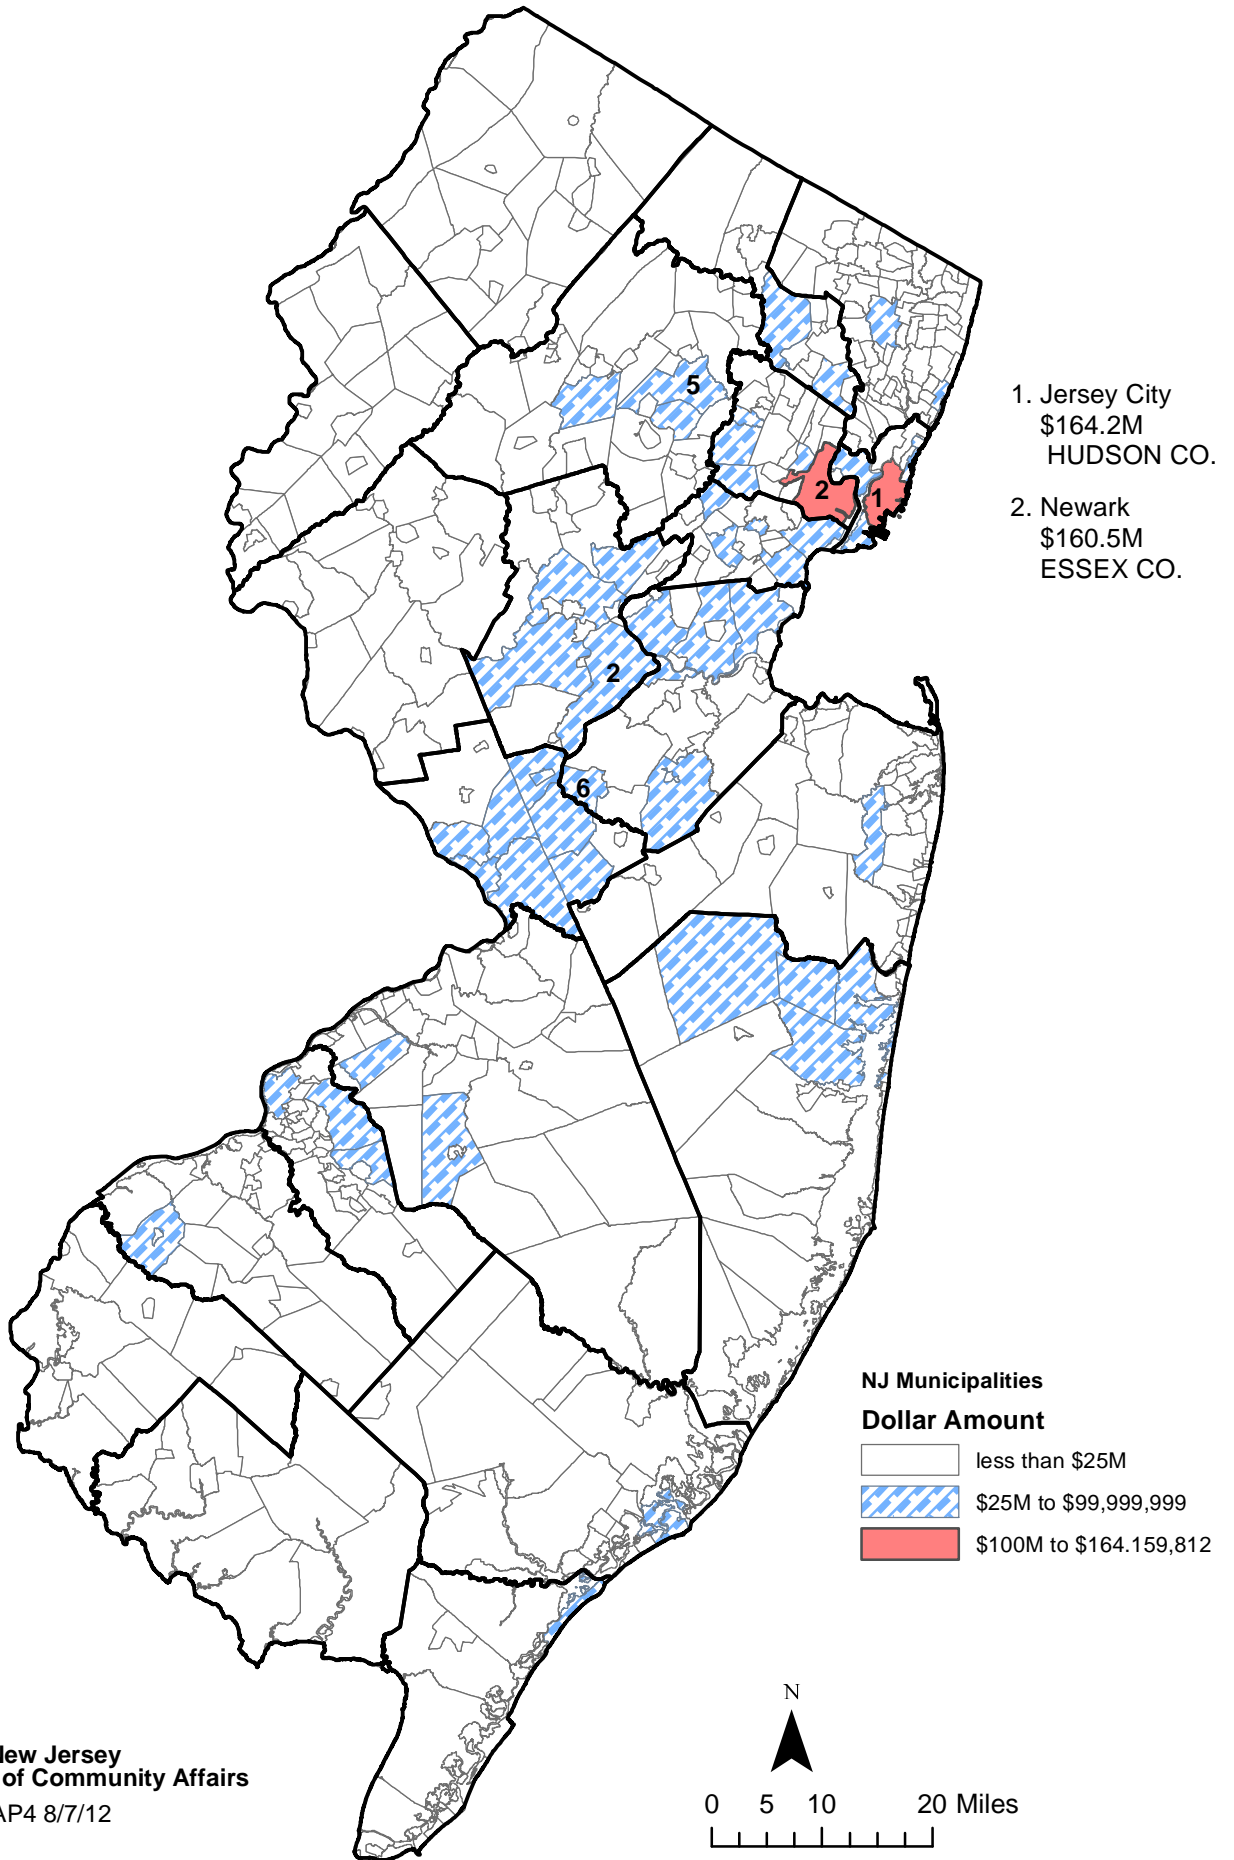 5
1. Jersey City
$164.2M
HUDSON CO.
2
1
2. Newark
$160.5M
ESSEX CO.
2
6
NJ Municipalities
Dollar Amount
less than $25M
$25M to $99,999,999
$100M to $164.159,812
N
New Jersey
of Community Affairs
AP4 8/7/12
0 5 10 20 Miles